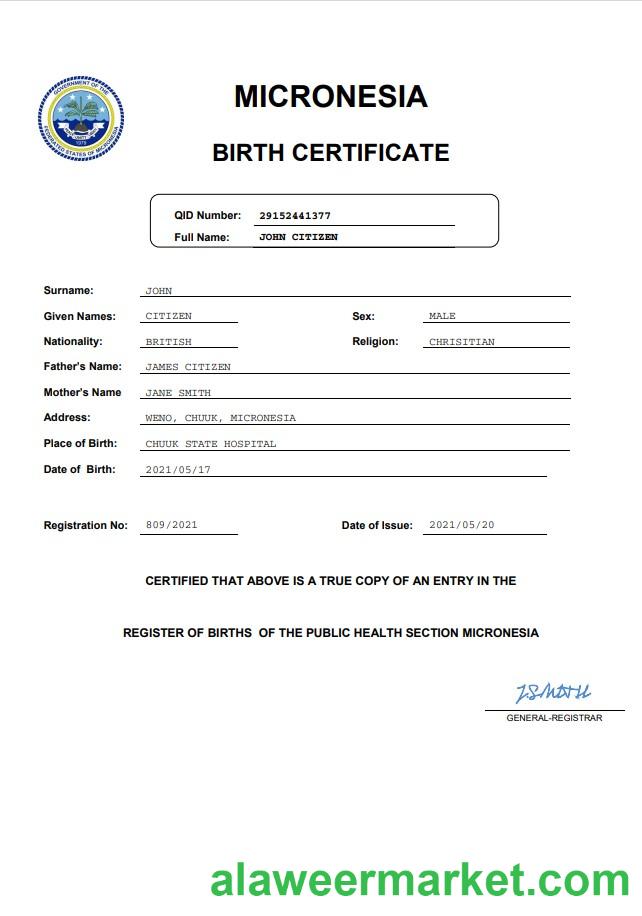 GOVERNMENT OF THE
FEDERATED STATES OF MICRONESIA
1979
MICRONESIA
BIRTH CERTIFICATE
QID Number: 29152441377
Full Name: JOHN CITIZEN
Surname: JOHN
Given Names: CITIZEN Sex: MALE
Nationality: BRITISH Religion: CHRISITIAN
Father's Name: JAMES CITIZEN
Mother's Name JANE SMITH
Address: WENO, CHUUK, MICRONESIA
Place of Birth: CHUUK STATE HOSPITAL
Date of Birth: 2021/05/17
Registration No: 809/2021 Date of Issue: 2021/05/20
CERTIFIED THAT ABOVE IS A TRUE COPY OF AN ENTRY IN THE
REGISTER OF BIRTHS OF THE PUBLIC HEALTH SECTION MICRONESIA
GENERAL-REGISTRAR
alaweermarket.com